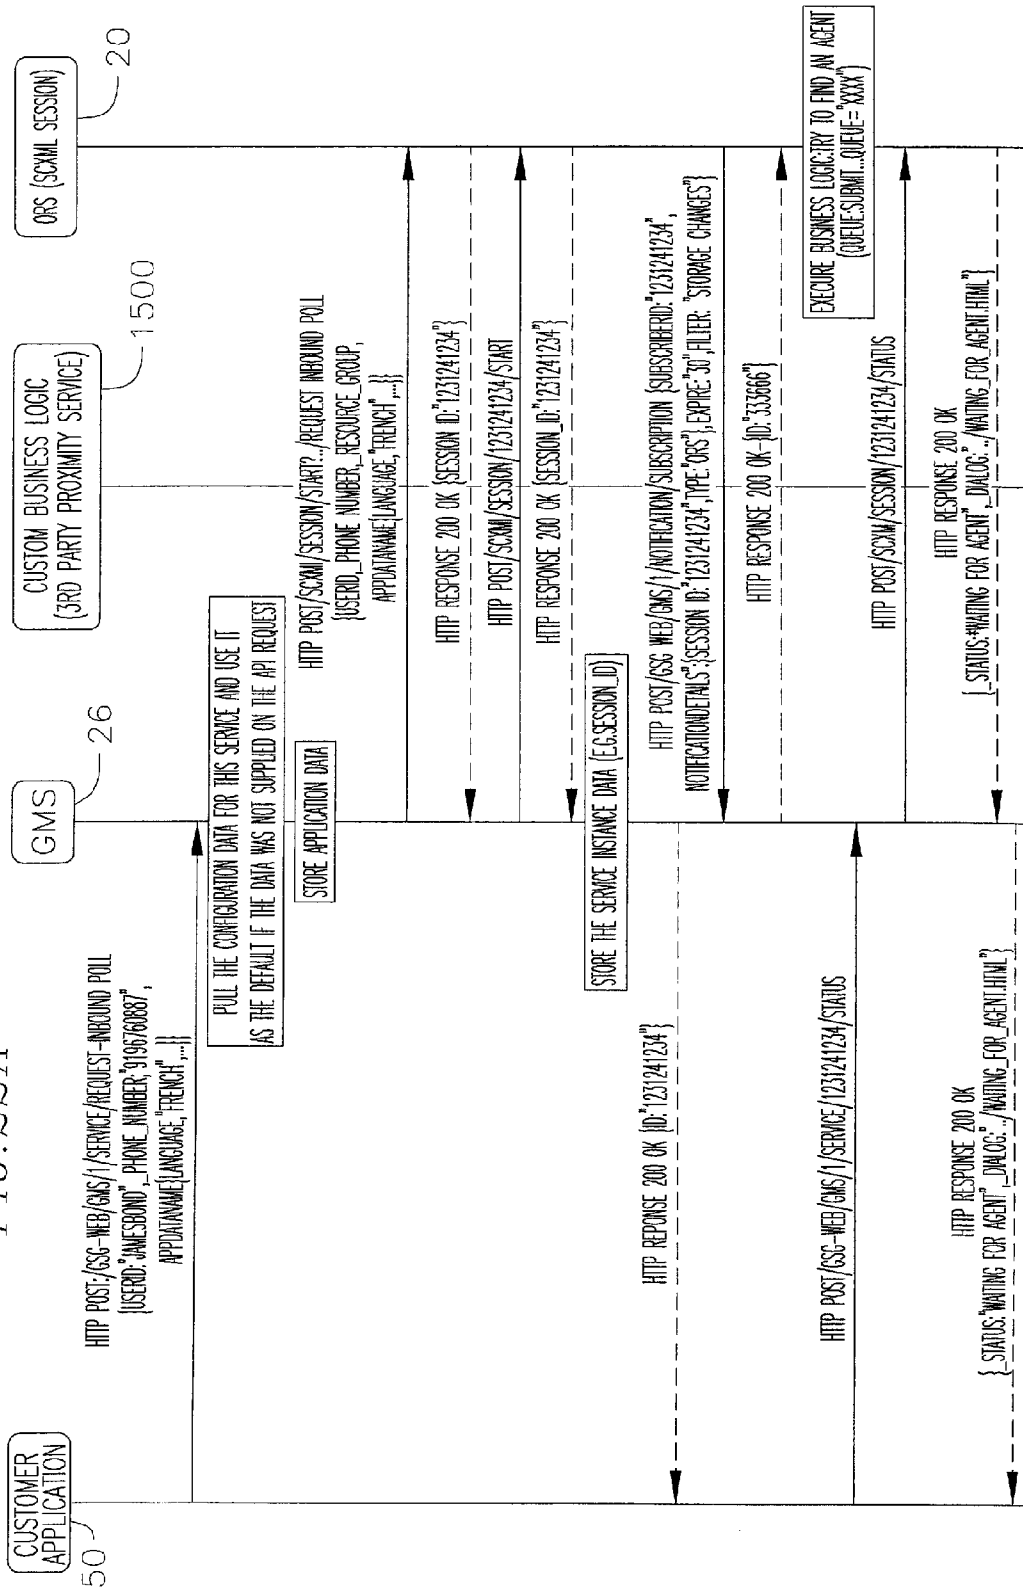 CUSTOMER
APPLICATION
50
GMS
26
CUSTOM BUSINESS LOGIC
(3RD PARTY PROXIMITY SERVICE)
1500
ORS (SCXML SESSION)
20
HTTP POST:/GSG-WEB/GMS/1/SERVICE/REQUEST-INBOUND POLL
{USERID;"JAMESBOND",_PHONE_NUMBER;"9196760887",
APPDATANAME{LANGUAGE,"FRENCH",...}}
PULL THE CONFIGURATION DATA FOR THIS SERVICE AND USE IT
AS THE DEFAULT IF THE DATA WAS NOT SUPPLIED ON THE API REQUEST
STORE APPLICATION DATA
HTTP POST/SCXMl/SESSION/START?../REQUEST INBOUND POLL
{USERID,_PHONE NUMBER,_RESOURCE_GROUP,
APPDATANAME{LANGUAGE,"FRENCH",...}}
HTTP RESPONSE 200 OK {SESSION ID:"1231241234"}
HTTP POST/SCXMl/SESSION/1231241234/START
HTTP RESPONSE 200 OK {SESSION_ID:"1231241234"}
STORE THE SERVICE INSTANCE DATA (E.G.SESSION_ID)
HTTP POST/GSG WEB/GMS/1/NOTIFICATION/SUBSCRIPTION {SUBSCRIBERID:"1231241234",
NOTIFICATIONDETAILS":{SESSION ID:"1231241234",TYPE:"ORS"},EXPIRE:"30",FILTER: "STORAGE CHANGES"}
HTTP REPONSE 200 OK {ID:"1231241234"}
HTTP RESPONSE 200 OK-{ID:"333666"}
EXECURE BUSINESS LOGIC:TRY TO FIND AN AGENT
(QUEUE:SUBMIT...QUEUE="XXXX")
HTTP POST/GSG-WEB/GMS/1/SERVICE/1231241234/STATUS
HTTP POST/SCXM/SESSION/1231241234/STATUS
HTTP RESPONSE 200 OK
{_STATUS:"WAITING FOR AGENT",_DIALOG:"../WAITING_FOR_AGENT.HTML"}
HTTP RESPONSE 200 OK
{_STATUS:"WAITING FOR AGENT",_DIALOG:"../WAITING_FOR_AGENT.HTML"}